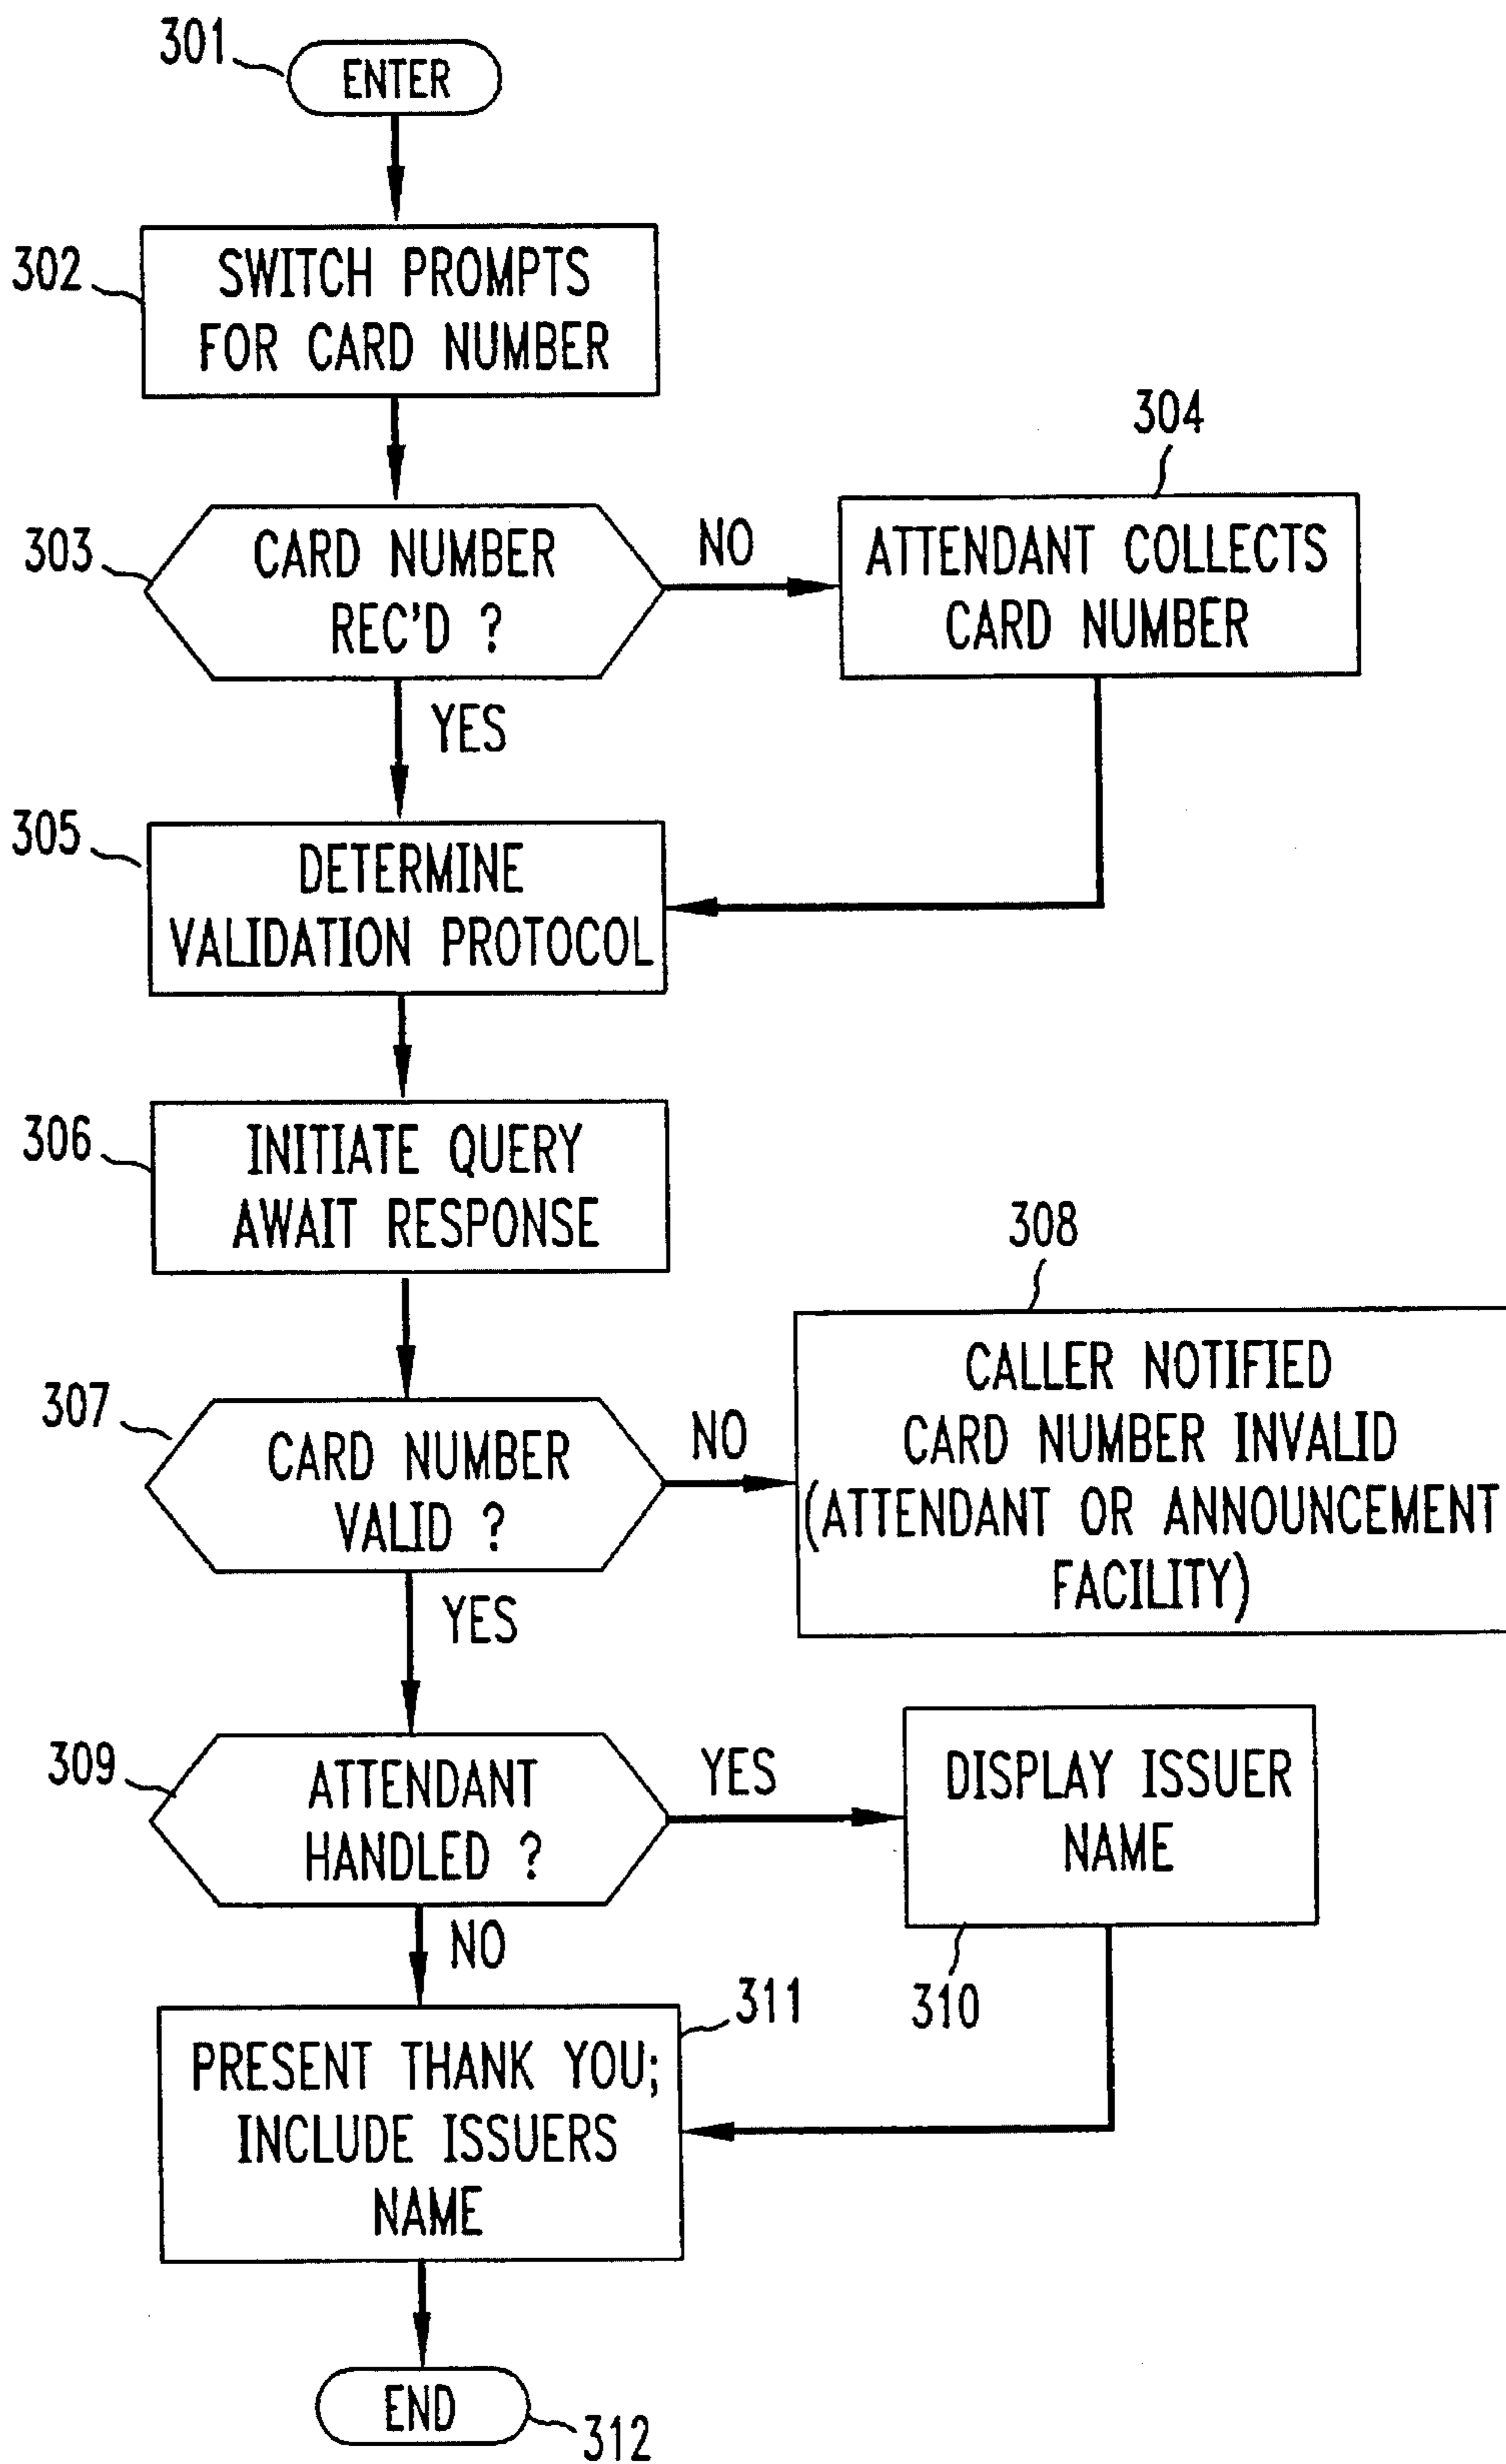 301
ENTER
302
SWITCH PROMPTS
FOR CARD NUMBER
303
CARD NUMBER
REC'D ?
NO
304
ATTENDANT COLLECTS
CARD NUMBER
YES
305
DETERMINE
VALIDATION PROTOCOL
306
INITIATE QUERY
AWAIT RESPONSE
307
CARD NUMBER
VALID ?
NO
308
CALLER NOTIFIED
CARD NUMBER INVALID
(ATTENDANT OR ANNOUNCEMENT
FACILITY)
YES
309
ATTENDANT
HANDLED ?
YES
DISPLAY ISSUER
NAME
310
NO
311
PRESENT THANK YOU;
INCLUDE ISSUERS
NAME
END
312